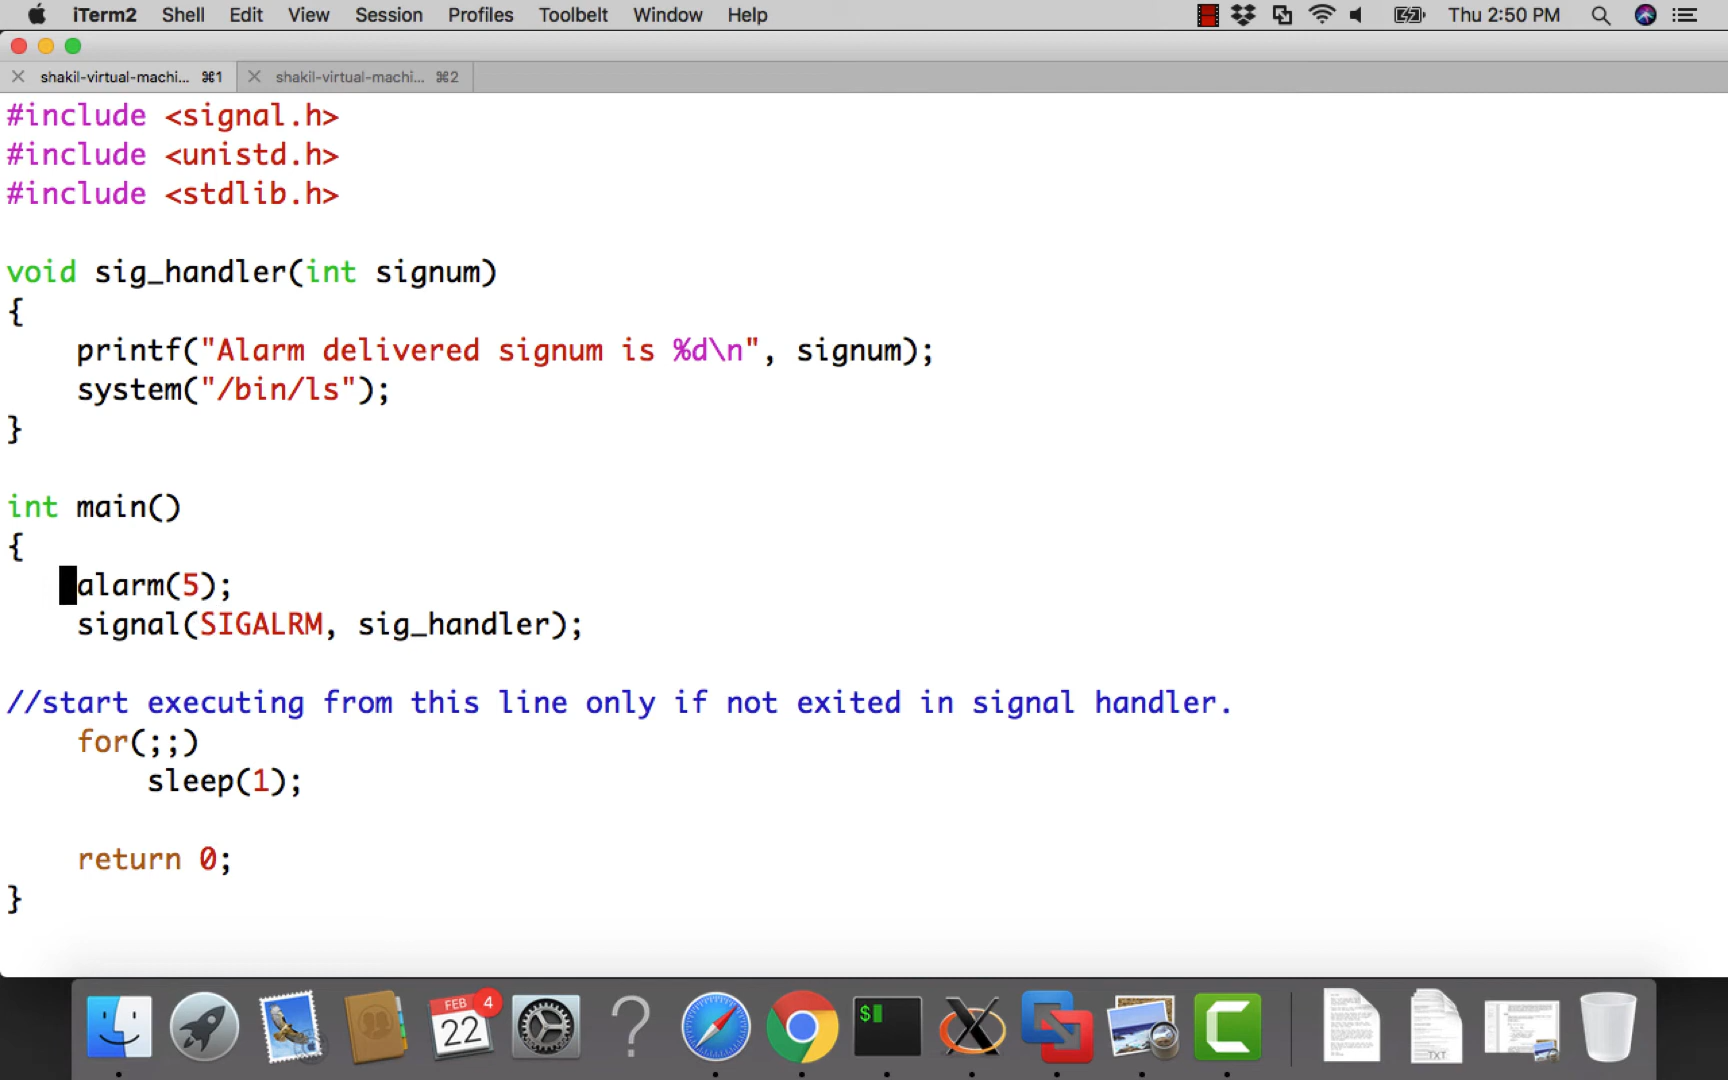 iTerm2 Shell Edit View Session Profiles Toolbelt Window Help Thu 2:50 PM
shakil-virtual-machi... ⌘1 shakil-virtual-machi... ⌘2
#include <signal.h>
#include <unistd.h>
#include <stdlib.h>
void sig_handler(int signum)
{
printf("Alarm delivered signum is %d\n", signum);
system("/bin/ls");
}
int main()
{
alarm(5);
signal(SIGALRM, sig_handler);
//start executing from this line only if not exited in signal handler.
for(;;)
sleep(1);
return 0;
}
FEB 4
22
$
TXT